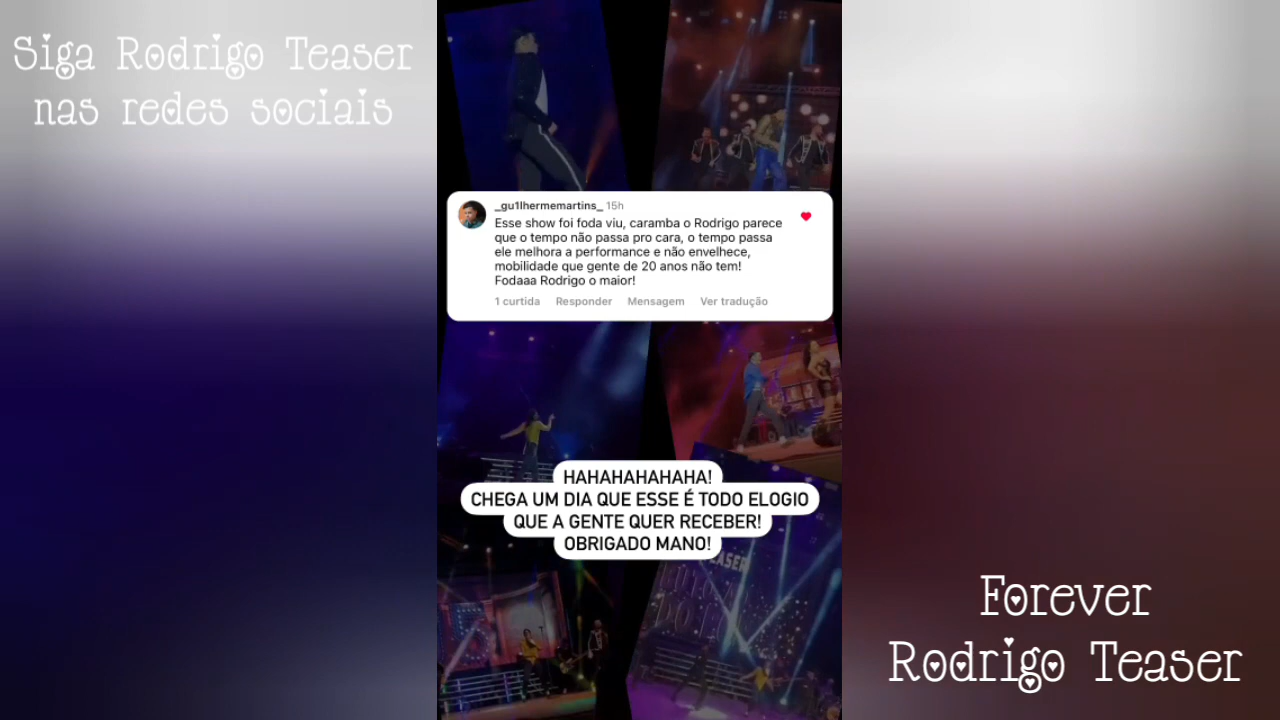 Siga Rodrigo Teaser
nas redes sociais
_gu1lhermemartins_ 15h
Esse show foi foda viu, caramba o Rodrigo parece
que o tempo não passa pro cara, o tempo passa
ele melhora a performance e não envelhece,
mobilidade que gente de 20 anos não tem!
Fodaaa Rodrigo o maior!
1 curtida Responder Mensagem Ver tradução
HAHAHAHAHAHA!
CHEGA UM DIA QUE ESSE É TODO ELOGIO
QUE A GENTE QUER RECEBER!
OBRIGADO MANO!
TEASER
Forever
Rodrigo Teaser